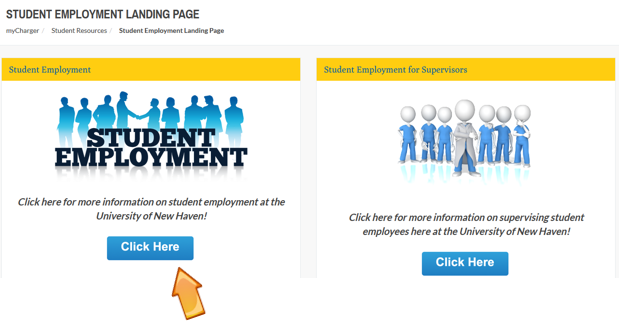 STUDENT EMPLOYMENT LANDING PAGE
myCharger / Student Resources / Student Employment Landing Page
Student Employment
STUDENT
EMPLOYMENT
Click here for more information on student employment at the
University of New Haven!
Click Here
Student Employment for Supervisors
Click here for more information on supervising student
employees here at the University of New Haven!
Click Here